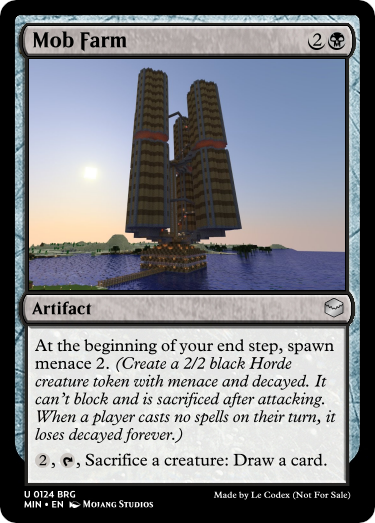 Mob Farm 2
Artifact
At the beginning of your end step, spawn
menace 2. (Create a 2/2 black Horde
creature token with menace and decayed. It
can't block and is sacrificed after attacking.
When a player casts no spells on their turn, it
loses decayed forever.)
2, , Sacrifice a creature: Draw a card.
U 0124 BRG
MIN • EN Mojang Studios
Made by Le Codex (Not For Sale)